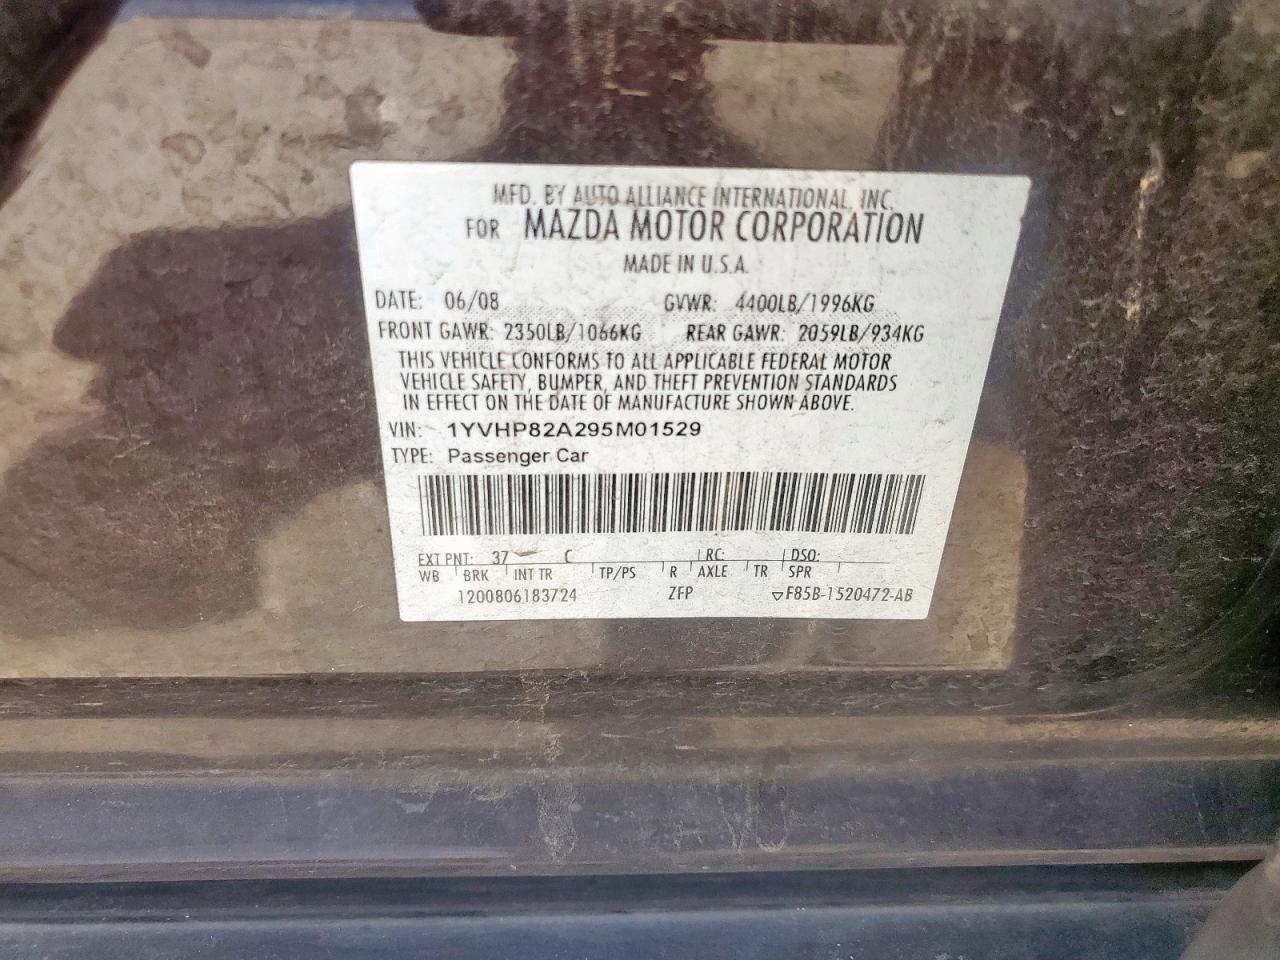 MFD. BY AUTO ALLIANCE INTERNATIONAL, INC.
FOR MAZDA MOTOR CORPORATION
MADE IN U.S.A.
DATE: 06/08 GVWR: 4400LB/1996KG
FRONT GAWR: 2350LB/1066KG REAR GAWR: 2059LB/934KG
THIS VEHICLE CONFORMS TO ALL APPLICABLE FEDERAL MOTOR
VEHICLE SAFETY, BUMPER, AND THEFT PREVENTION STANDARDS
IN EFFECT ON THE DATE OF MANUFACTURE SHOWN ABOVE.
VIN: 1YVHP82A295M01529
TYPE: Passenger Car
EXT PNT: 37 C RC: DSO:
WB BRK INT TR TP/PS R AXLE TR SPR
1200806183724 ZFP ▽F85B-1520472-AB